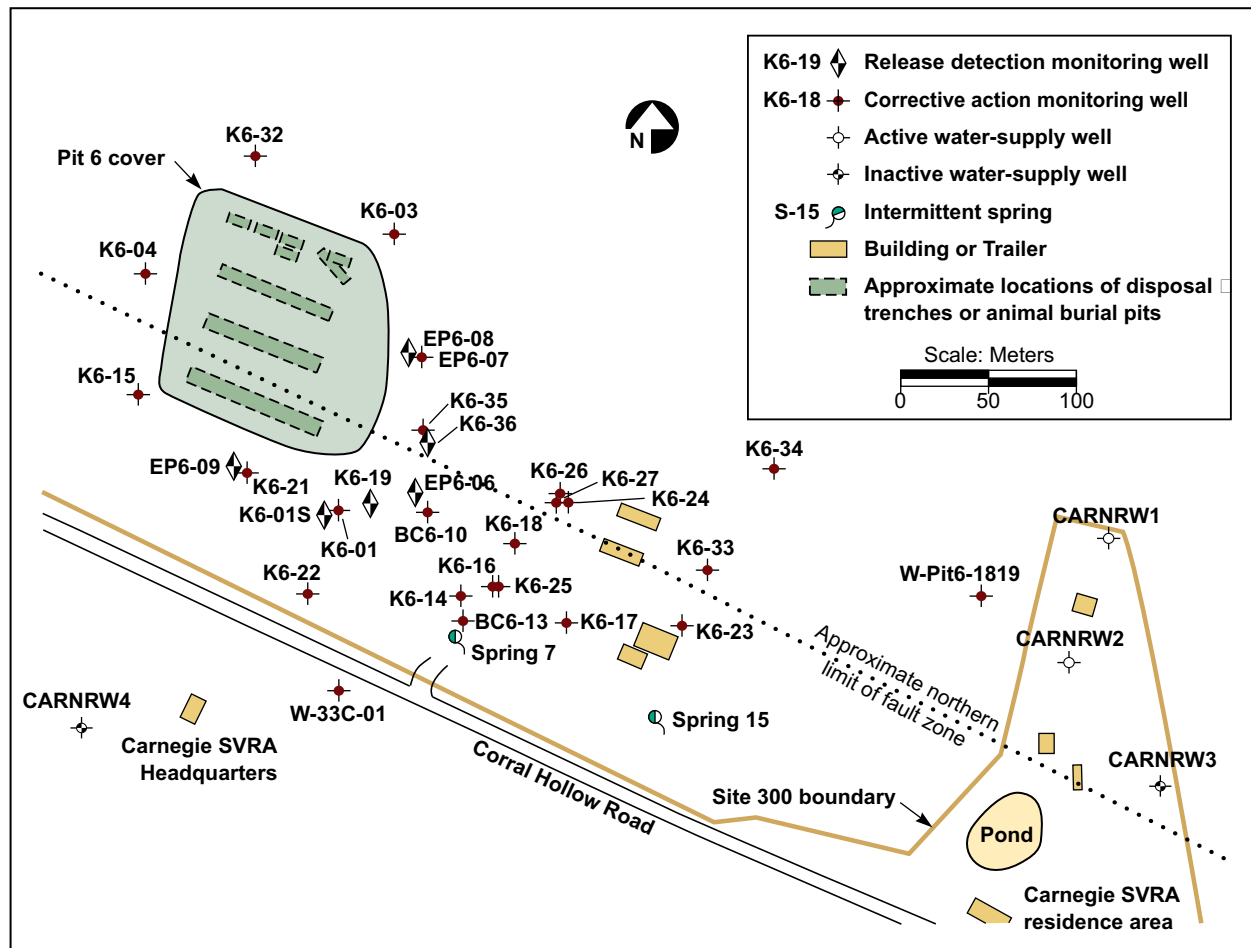 K6-19 Release detection monitoring well
K6-18 Corrective action monitoring well
Active water-supply well
Inactive water-supply well
S-15 Intermittent spring
Building or Trailer
Approximate locations of disposal
trenches or animal burial pits
Scale: Meters
0 50 100
N
K6-32
Pit 6 cover
K6-03
K6-04
EP6-08
EP6-07
K6-15
K6-35
K6-36
K6-34
EP6-09
K6-21
K6-19
EP6-06
K6-26
K6-27
K6-24
K6-01S
K6-01
BC6-10
K6-18
CARNRW1
K6-22
K6-16
K6-25
K6-33
W-Pit6-1819
K6-14
BC6-13
K6-17
K6-23
Spring 7
CARNRW2
Approximate northern
limit of fault zone
CARNRW4
W-33C-01
Spring 15
Carnegie SVRA
Headquarters
Corral Hollow Road
CARNRW3
Site 300 boundary
Pond
Carnegie SVRA
residence area